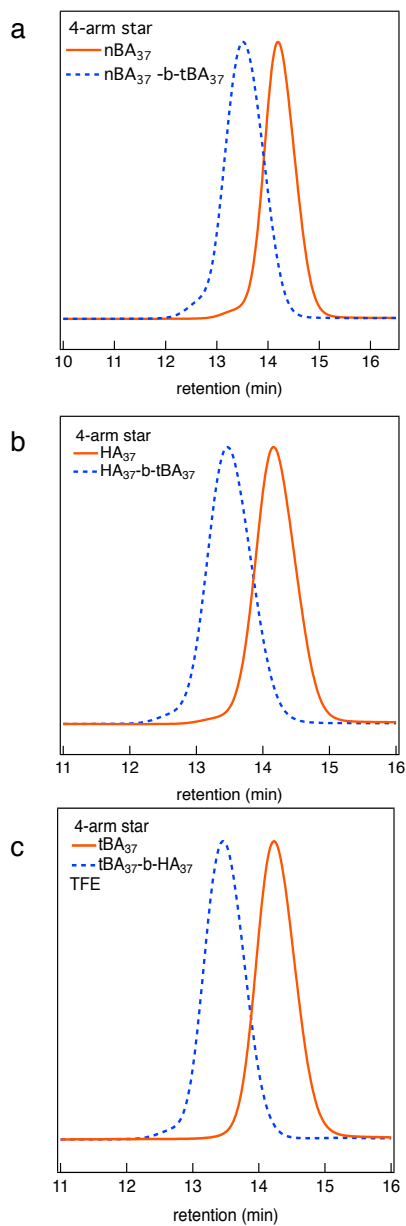 a
4-arm star
nBA₃₇
nBA₃₇ -b-tBA₃₇
10 11 12 13 14 15 16
retention (min)
b
4-arm star
HA₃₇
HA₃₇-b-tBA₃₇
11 12 13 14 15 16
retention (min)
c
4-arm star
tBA₃₇
tBA₃₇-b-HA₃₇
TFE
11 12 13 14 15 16
retention (min)